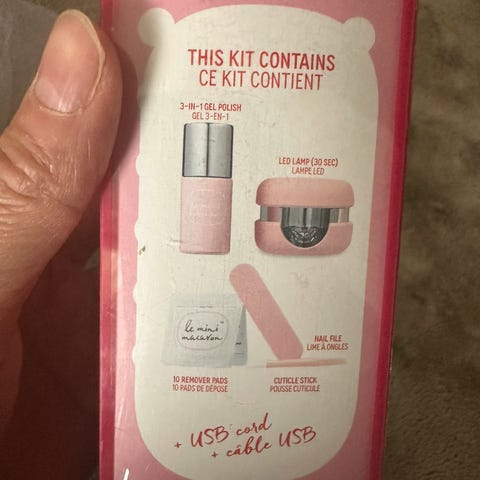 THIS KIT CONTAINS
CE KIT CONTIENT
3-IN-1 GEL POLISH
GEL 3-EN-1
LED LAMP (30 SEC)
LAMPE LED
le mini
macaron
NAIL FILE
LIME À ONGLES
10 REMOVER PADS
10 PADS DE DÉPOSE
CUTICLE STICK
POUSSE CUTICULE
+ USB cord
+ câble USB